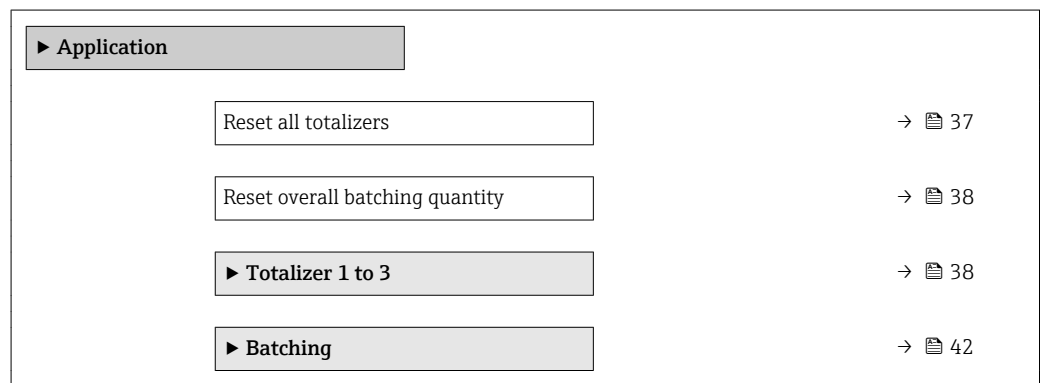 ▶ Application
Reset all totalizers → 37
Reset overall batching quantity → 38
▶ Totalizer 1 to 3 → 38
▶ Batching → 42